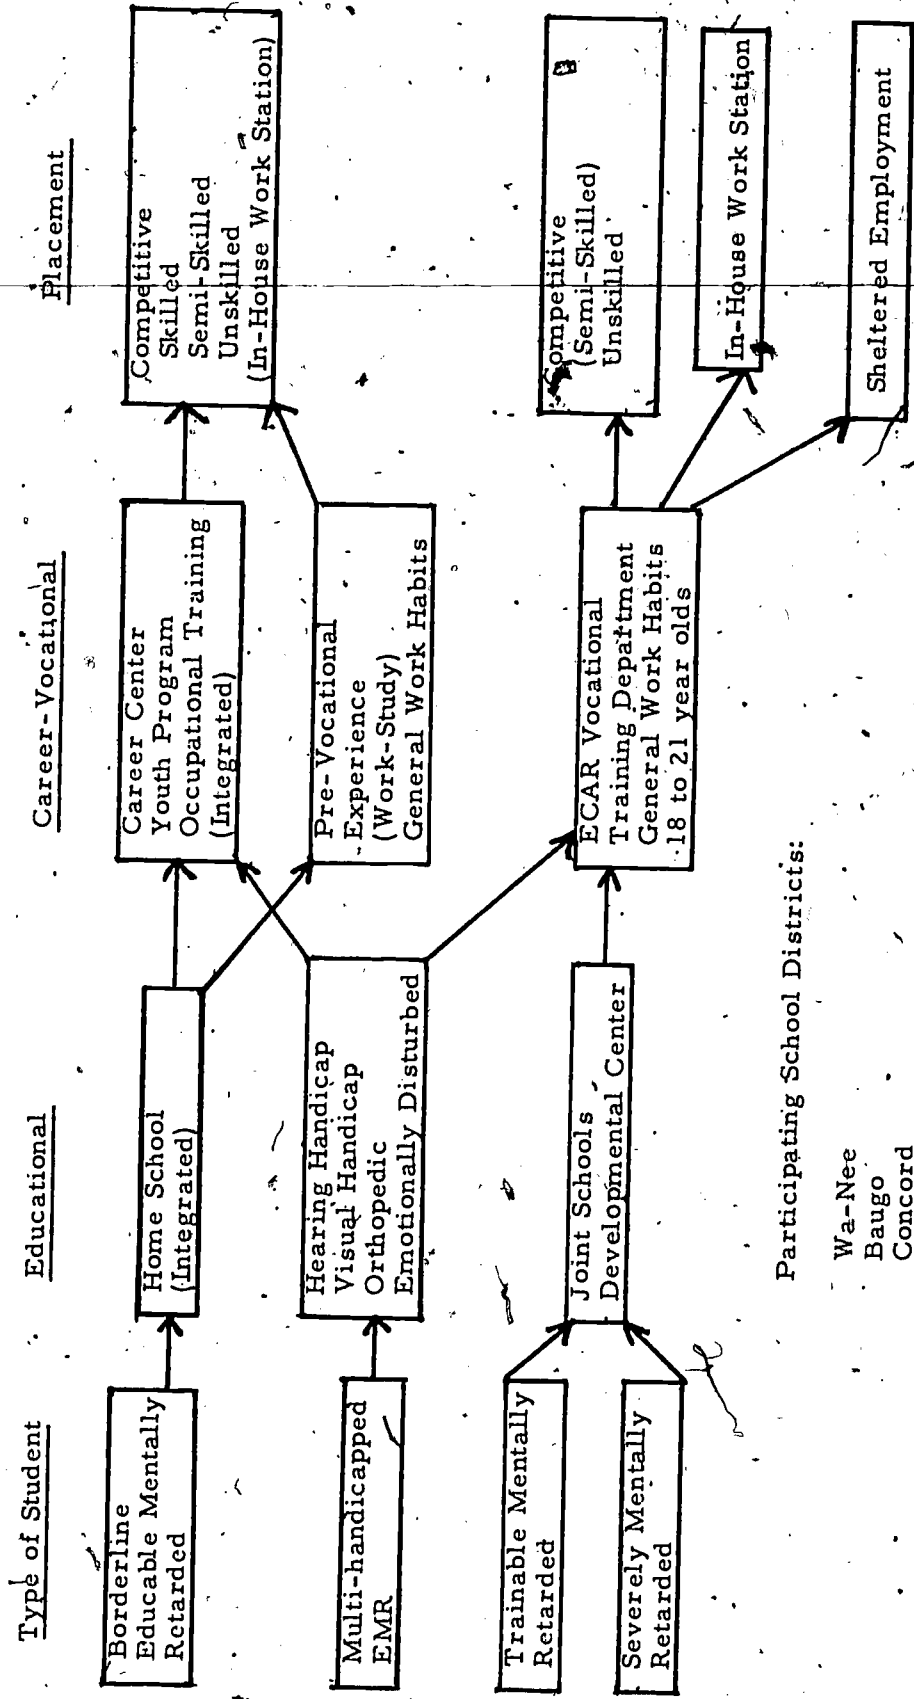 Type of Student
Educational
Career-Vocational
Placement
Borderline
Educable Mentally
Retarded
Home School
(Integrated)
Career Center
Youth Program
Occupational Training
(Integrated)
Competitive
Skilled
Semi-Skilled
Unskilled
(In-House Work Station)
Multi-handicapped
EMR
Hearing Handicap
Visual Handicap
Orthopedic
Emotionally Disturbed
Pre-Vocational
Experience
(Work-Study)
General Work Habits
Trainable Mentally
Retarded
Severely Mentally
Retarded
Joint Schools
Developmental Center
ECAR Vocational
Training Department
General Work Habits
18 to 21 year olds
Competitive
(Semi-Skilled)
Unskilled
In-House Work Station
Sheltered Employment
Participating School Districts:
Wa-Nee
Baugo
Concord